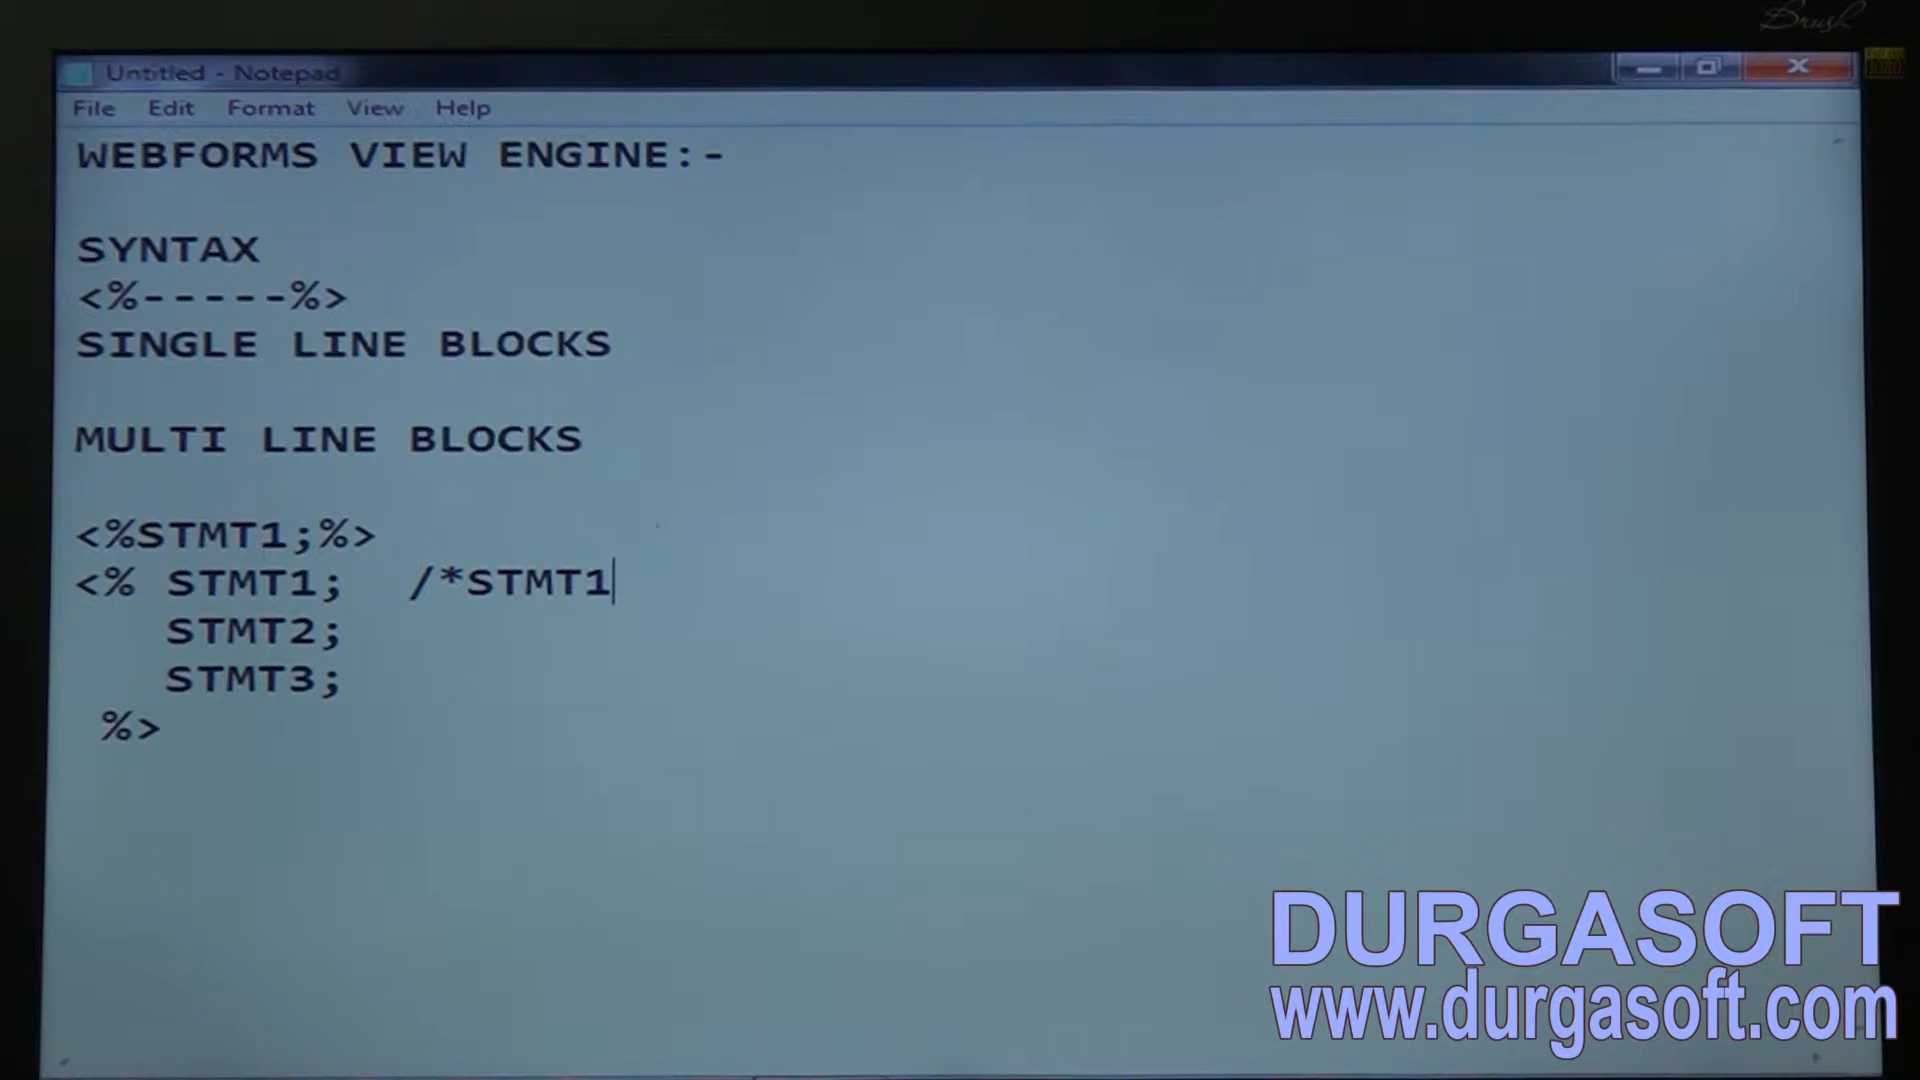 Brush
Untitled - Notepad
File Edit Format View Help
WEBFORMS VIEW ENGINE:-
SYNTAX
<%-----%>
SINGLE LINE BLOCKS
MULTI LINE BLOCKS
<%STMT1;%>
<% STMT1; /*STMT1
STMT2;
STMT3;
%>
DURGASOFT
www.durgasoft.com